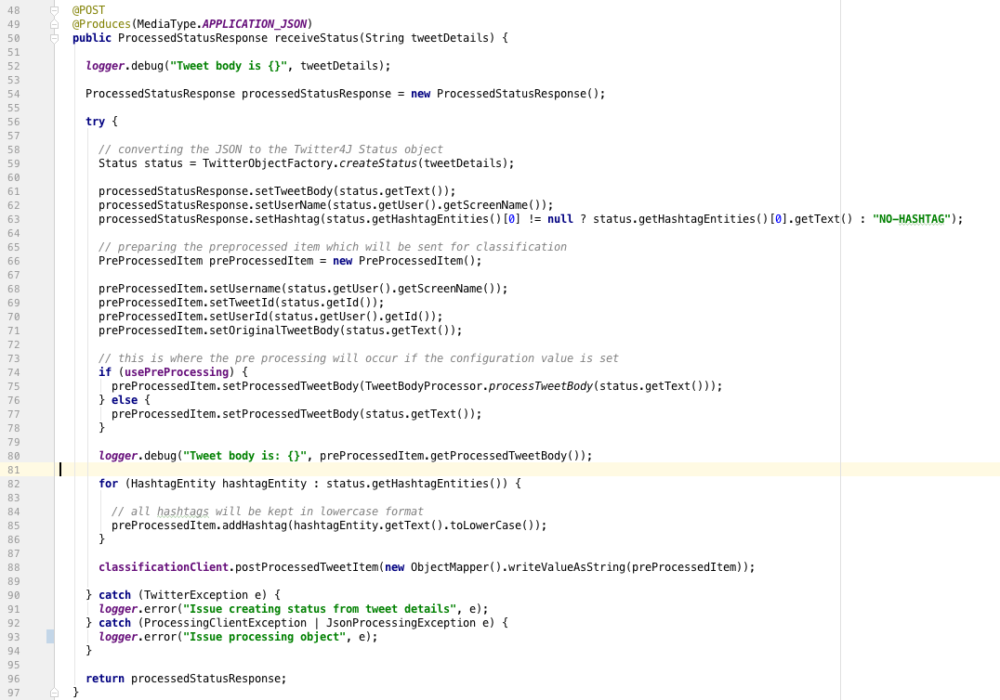 48 @POST
49 @Produces(MediaType.APPLICATION_JSON)
50 public ProcessedStatusResponse receiveStatus(String tweetDetails) {
51
52 logger.debug("Tweet body is {}", tweetDetails);
53
54 ProcessedStatusResponse processedStatusResponse = new ProcessedStatusResponse();
55
56 try {
57
58 // converting the JSON to the Twitter4J Status object
59 Status status = TwitterObjectFactory.createStatus(tweetDetails);
60
61 processedStatusResponse.setTweetBody(status.getText());
62 processedStatusResponse.setUserName(status.getUser().getScreenName());
63 processedStatusResponse.setHashtag(status.getHashtagEntities()[0] != null ? status.getHashtagEntities()[0].getText() : "NO-HASHTAG");
64
65 // preparing the preprocessed item which will be sent for classification
66 PreProcessedItem preProcessedItem = new PreProcessedItem();
67
68 preProcessedItem.setUsername(status.getUser().getScreenName());
69 preProcessedItem.setTweetId(status.getId());
70 preProcessedItem.setUserId(status.getUser().getId());
71 preProcessedItem.setOriginalTweetBody(status.getText());
72
73 // this is where the pre processing will occur if the configuration value is set
74 if (usePreProcessing) {
75 preProcessedItem.setProcessedTweetBody(TweetBodyProcessor.processTweetBody(status.getText()));
76 } else {
77 preProcessedItem.setProcessedTweetBody(status.getText());
78 }
79
80 logger.debug("Tweet body is: {}", preProcessedItem.getProcessedTweetBody());
81
82 for (HashtagEntity hashtagEntity : status.getHashtagEntities()) {
83
84 // all hashtags will be kept in lowercase format
85 preProcessedItem.addHashtag(hashtagEntity.getText().toLowerCase());
86 }
87
88 classificationClient.postProcessedTweetItem(new ObjectMapper().writeValueAsString(preProcessedItem));
89
90 } catch (TwitterException e) {
91 logger.error("Issue creating status from tweet details", e);
92 } catch (ProcessingClientException | JsonProcessingException e) {
93 logger.error("Issue processing object", e);
94 }
95
96 return processedStatusResponse;
97 }